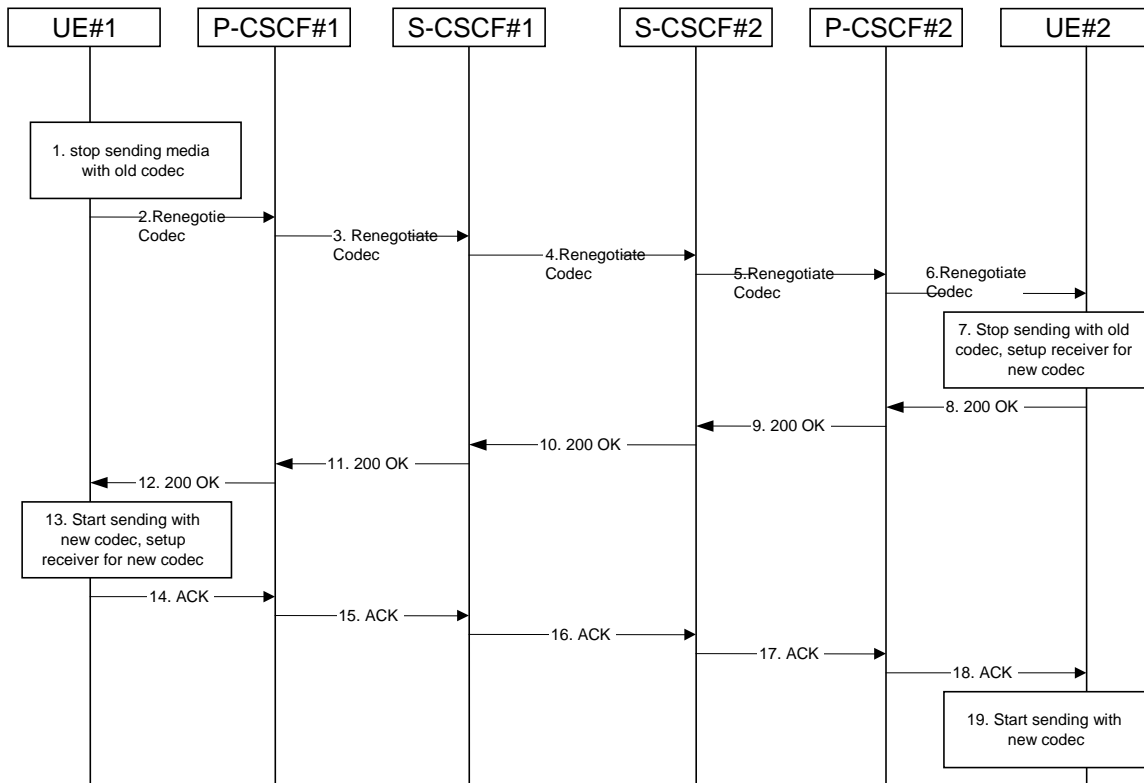 UE#1
P-CSCF#1
S-CSCF#1
S-CSCF#2
P-CSCF#2
UE#2
1. stop sending media
with old codec
2.Renegotie
Codec
3. Renegotiate
Codec
4.Renegotiate
Codec
5.Renegotiate
Codec
6.Renegotiate
Codec
7. Stop sending with old
codec, setup receiver for
new codec
8. 200 OK
9. 200 OK
10. 200 OK
11. 200 OK
12. 200 OK
13. Start sending with
new codec, setup
receiver for new codec
14. ACK
15. ACK
16. ACK
17. ACK
18. ACK
19. Start sending with
new codec